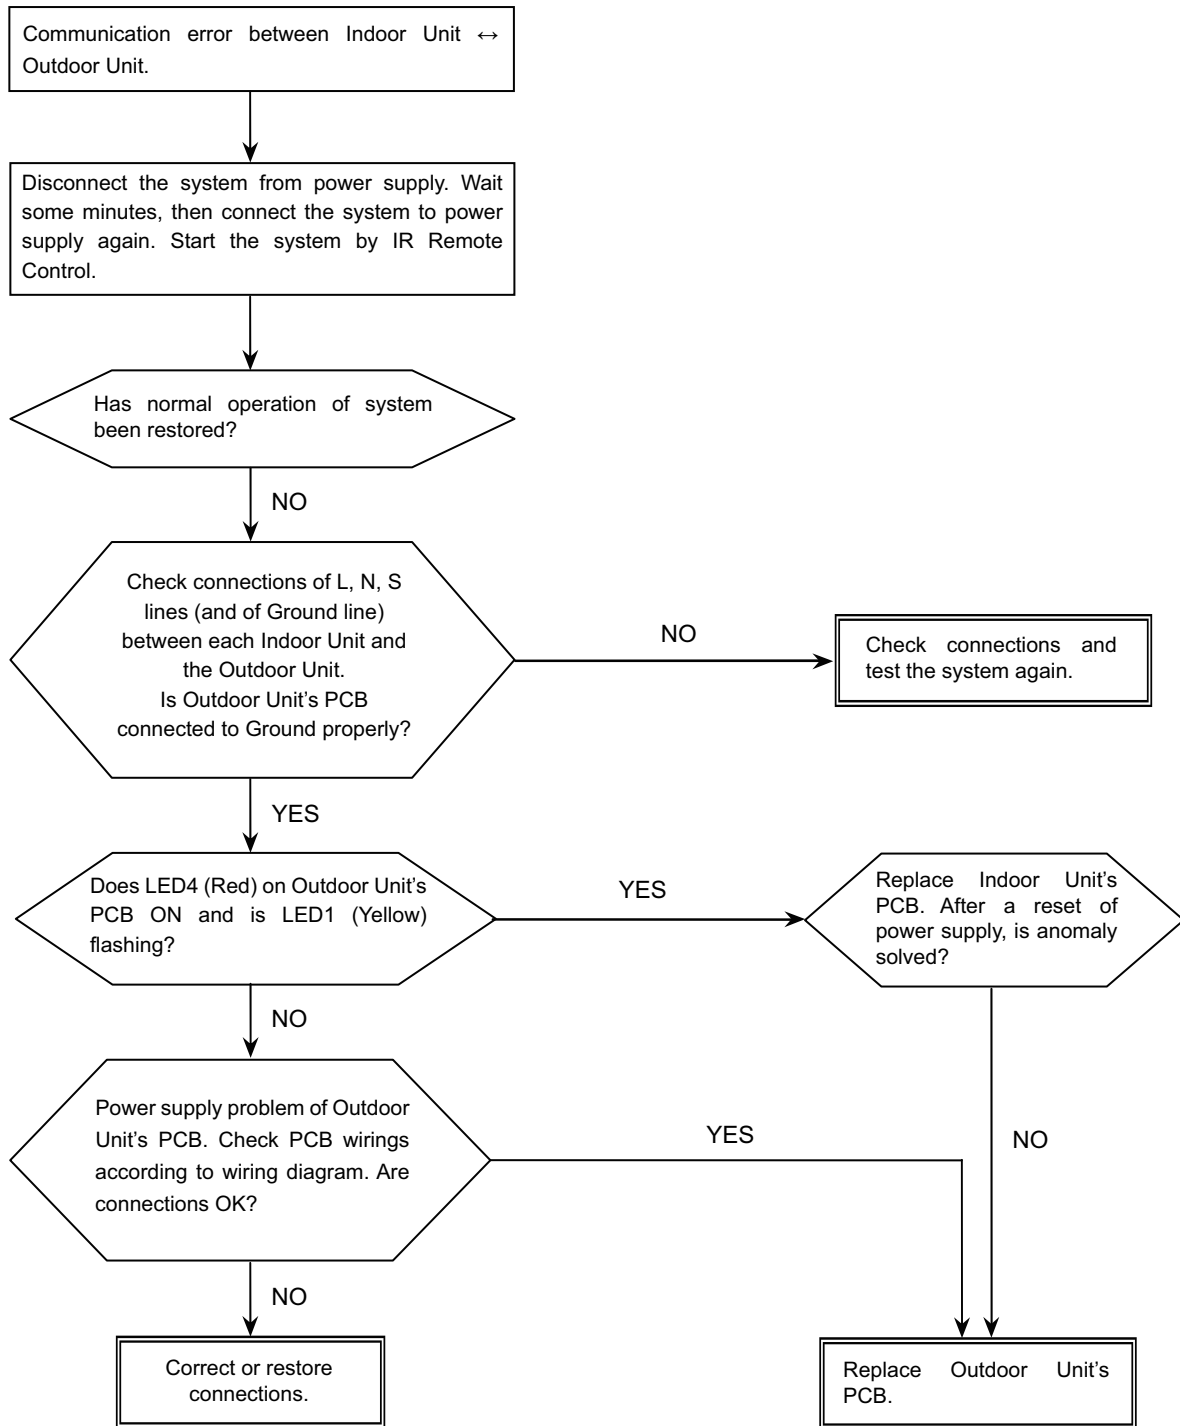 Communication error between Indoor Unit ↔
Outdoor Unit.
Disconnect the system from power supply. Wait
some minutes, then connect the system to power
supply again. Start the system by IR Remote
Control.
Has normal operation of system
been restored?
NO
Check connections of L, N, S
lines (and of Ground line)
between each Indoor Unit and
the Outdoor Unit.
Is Outdoor Unit's PCB
connected to Ground properly?
NO
Check connections and
test the system again.
YES
Does LED4 (Red) on Outdoor Unit's
PCB ON and is LED1 (Yellow)
flashing?
YES
Replace Indoor Unit's
PCB. After a reset of
power supply, is anomaly
solved?
NO
Power supply problem of Outdoor
Unit's PCB. Check PCB wirings
according to wiring diagram. Are
connections OK?
YES
NO
NO
Correct or restore
connections.
Replace Outdoor Unit's
PCB.